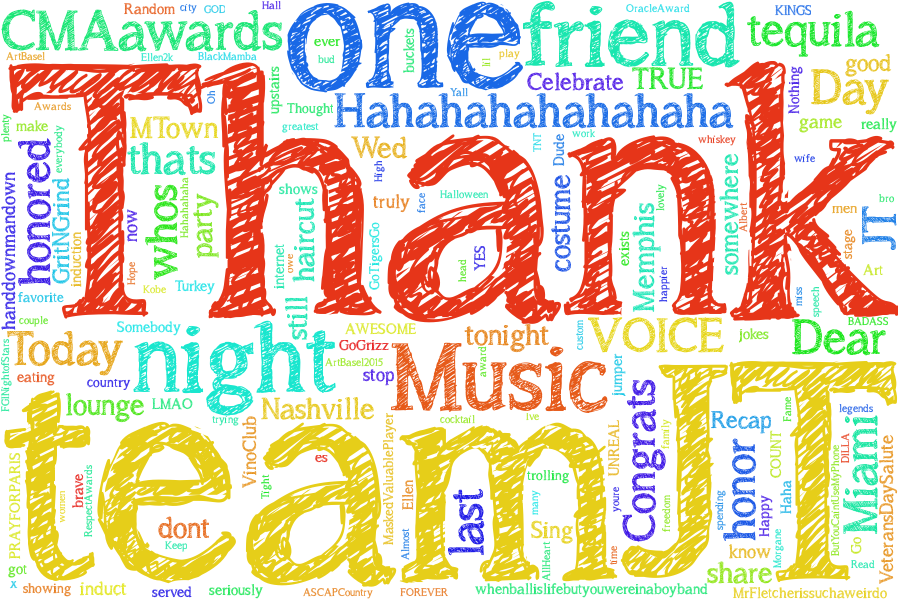 CMAawards
Random
city
GOD
Hall
one
friend
OracleAward
KINGS
tequila
ArtBasel
Ellen2k
BlackMamba
ever
bud
buckets
lil
play
Yall
Celebrate
TRUE
Nothing
good
Day
Awards
Oh
upstairs
Thought
Hahahahahahahahaha
greatest
plenty
make
everybody
MTown
thats
Thank
Wed
High
TNT
Dude
work
whiskey
game
really
wife
honored
GritNGrind
induction
now
whos
Hahahahaha
party
shows
haircut
internet
owe
truly
face
Halloween
GoTigersGo
head
YES
costume
exists
Memphis
lovely
happier
somewhere
Albert
men
stage
bro
JT
Art
handdownmandown
favorite
Hope
Kobe
Turkey
still
miss
speech
couple
Somebody
AWESOME
custom
VOICE
jokes
BADASS
Dear
FGINightofStars
Today
night
GoGrizz
tonight
ArtBasel2015
stop
award
Music
eating
country
jumper
lounge
LMAO
trying
Nashville
cocktail
live
Congrats
family
Recap
Fame
legends
teamJT
VinoClub
MaskedValuablePlayer
UNREAL
COUNT
DILLA
Miami
PRAYFORPARIS
women
brave
RespectAwards
es
Tight
Ellen
trolling
youre
freedom
honor
Happy
Haha
BuYouCaintUseMyPhone
VeteransDaySalute
dont
Keep
Almost
last
many
Sing
AllHeart
time
spending
know
Morgane
Go
Read
got
x
showing
induct
served
seriously
ASCAPCountry
FOREVER
whenballislifebutyouwereinaboyband
share
MrFletcherissuchaweirdo